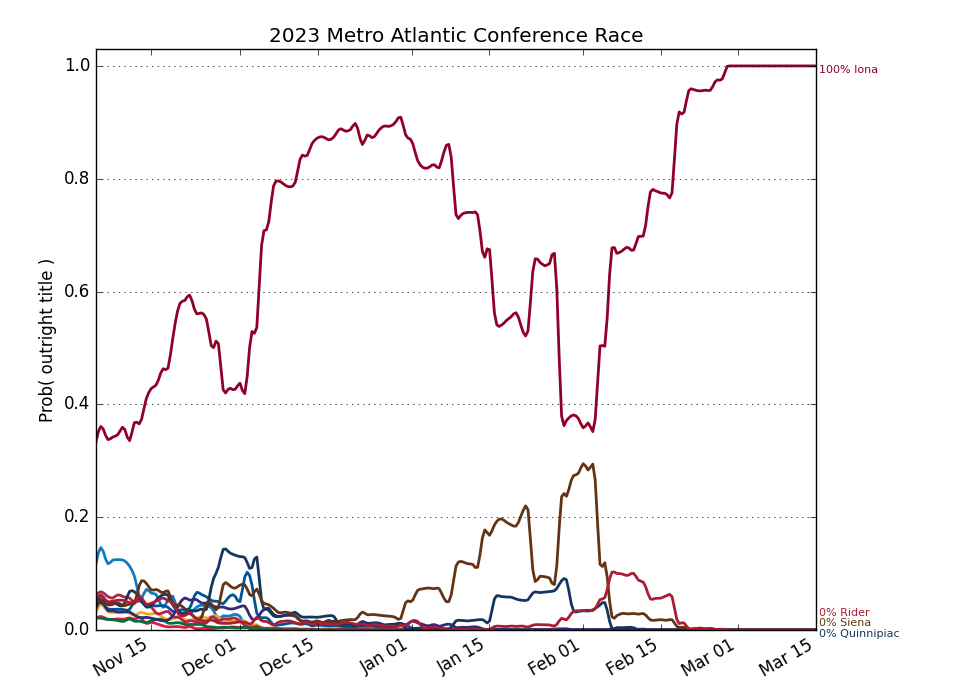 2023 Metro Atlantic Conference Race
Prob( outright title )
1.0
0.8
0.6
0.4
0.2
0.0
100% Iona
0% Rider
0% Siena
0% Quinnipiac
Nov 15
Dec 01
Dec 15
Jan 01
Jan 15
Feb 01
Feb 15
Mar 01
Mar 15